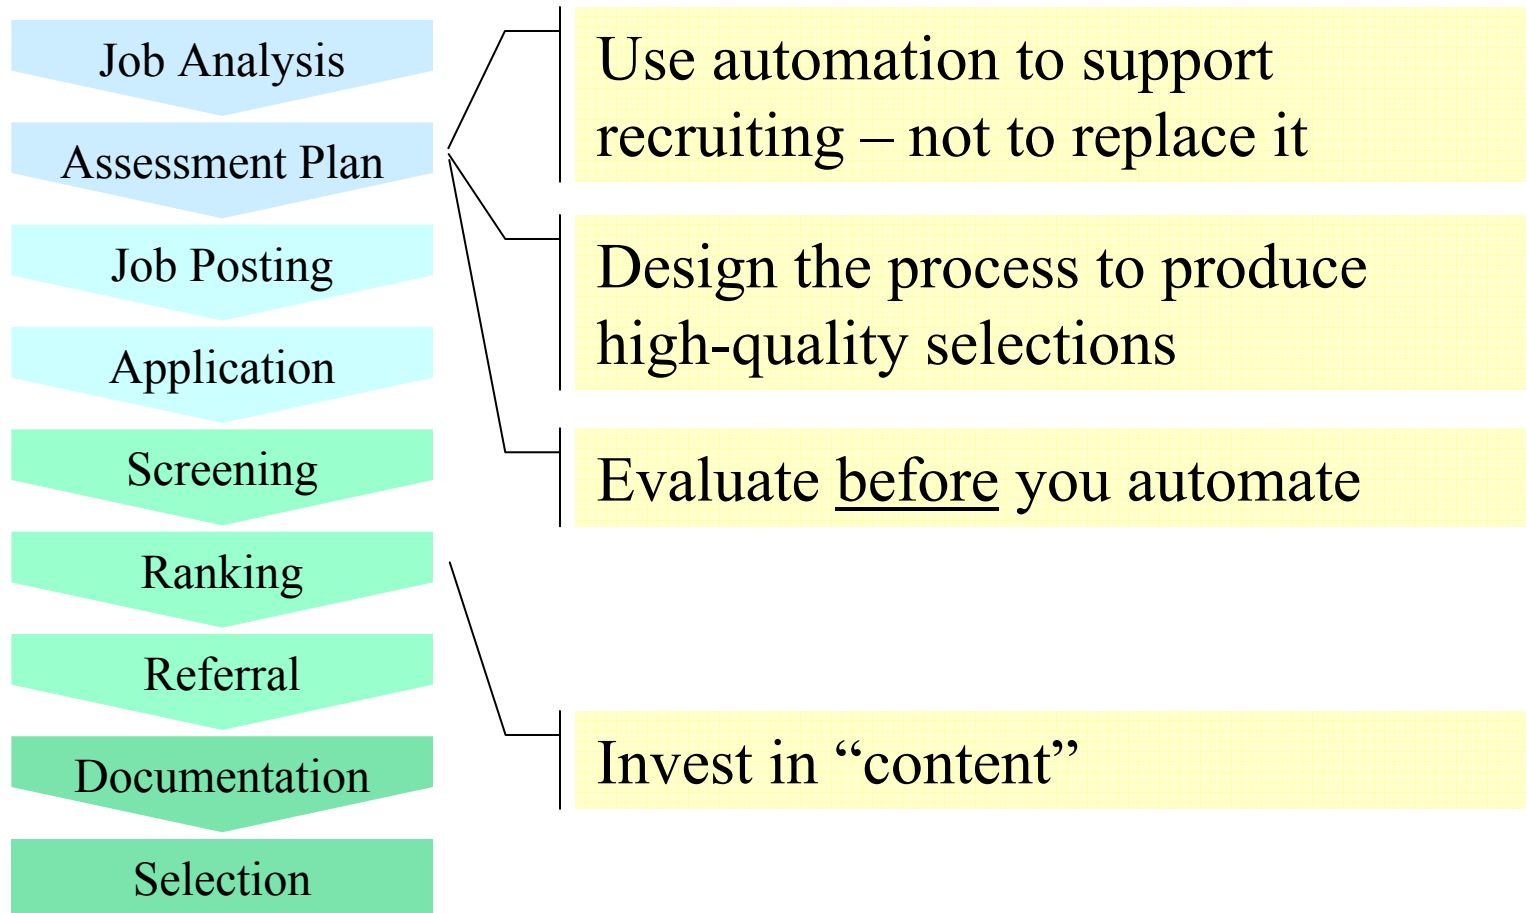 Job Analysis
Assessment Plan
Job Posting
Application
Screening
Ranking
Referral
Documentation
Selection
Use automation to support
recruiting – not to replace it
Design the process to produce
high-quality selections
Evaluate before you automate
Invest in “content”